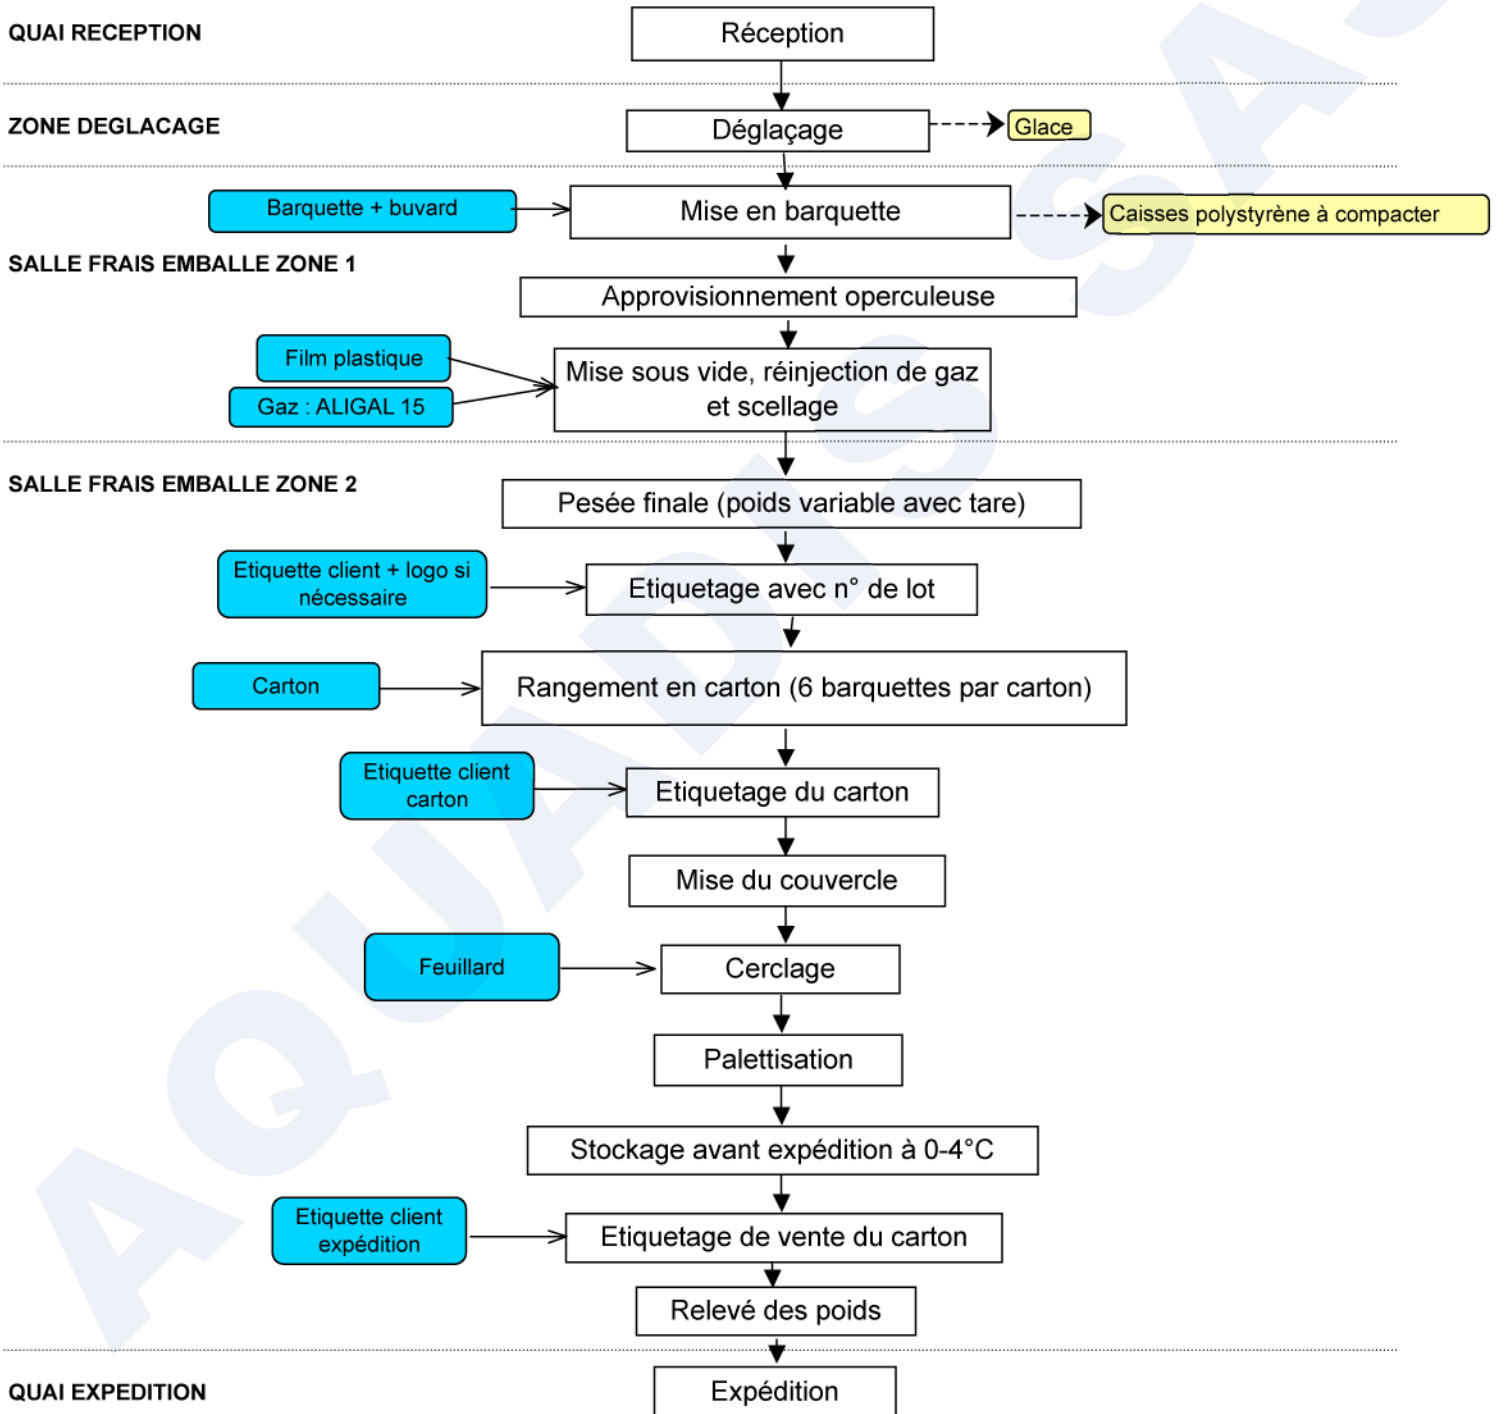 QUAI RECEPTION
Réception
ZONE DEGLACAGE
Déglaçage
Glace
Barquette + buvard
Mise en barquette
Caisses polystyrène à compacter
SALLE FRAIS EMBALLE ZONE 1
Approvisionnement operculeuse
Film plastique
Gaz : ALIGAL 15
Mise sous vide, réinjection de gaz
et scellage
SALLE FRAIS EMBALLE ZONE 2
Pesée finale (poids variable avec tare)
Etiquette client + logo si
nécessaire
Etiquetage avec n° de lot
Carton
Rangement en carton (6 barquettes par carton)
Etiquette client
carton
Etiquetage du carton
Mise du couvercle
Feuillard
Cerclage
Palettisation
Stockage avant expédition à 0-4°C
Etiquette client
expédition
Etiquetage de vente du carton
Relevé des poids
QUAI EXPEDITION
Expédition
AQUADIS SAS